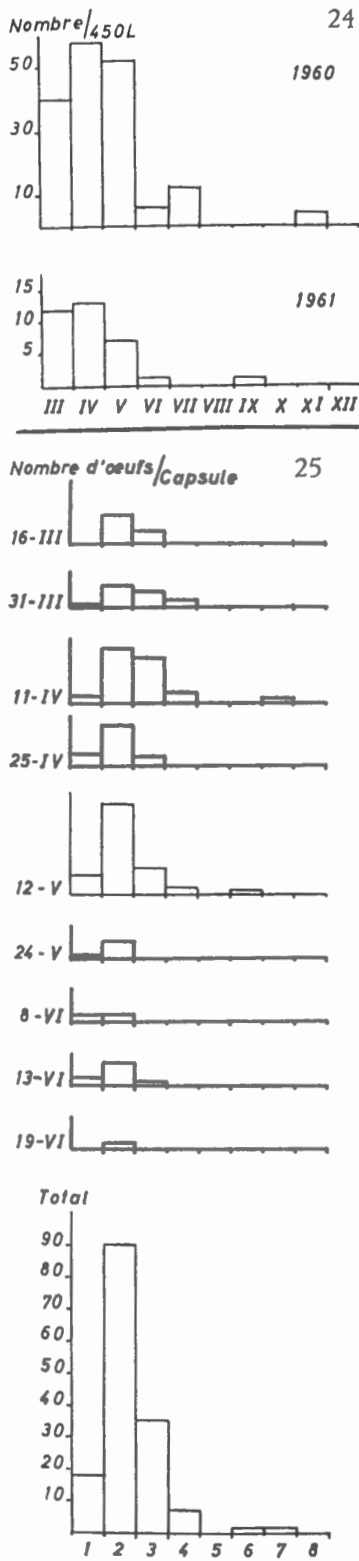 Nombre/450L 24
50
30
10
1960
15
10
5
1961
III IV V VI VII VIII IX X XI XII
Nombre d'œufs/Capsule 25
16-III
31-III
11-IV
25-IV
12-V
24-V
8-VI
13-VI
19-VI
Total
90
80
70
60
50
40
30
20
10
1 2 3 4 5 6 7 8